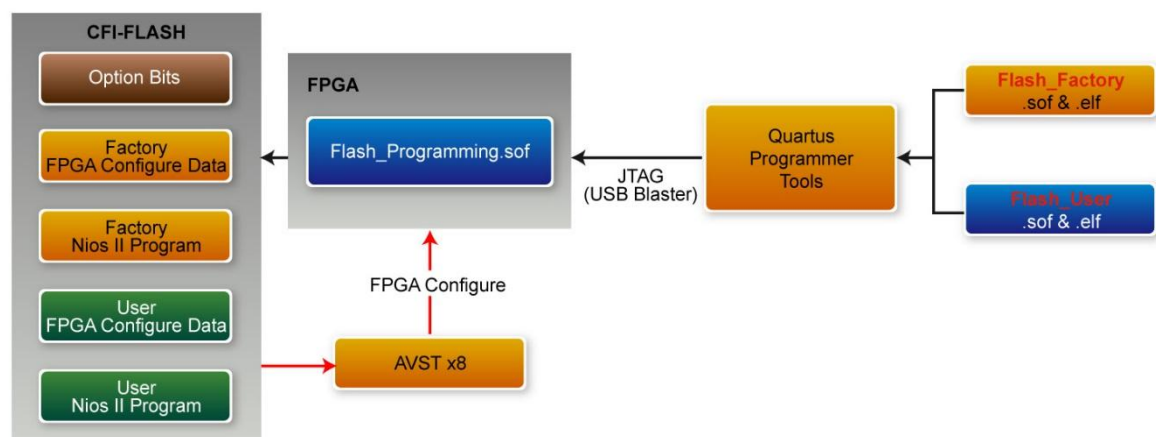 CFI-FLASH
Option Bits
Factory
FPGA Configure Data
Factory
Nios II Program
User
FPGA Configure Data
User
Nios II Program
FPGA
Flash_Programming.sof
FPGA Configure
AVST x8
JTAG
(USB Blaster)
Quartus
Programmer
Tools
Flash_Factory
.sof & .elf
Flash_User
.sof & .elf